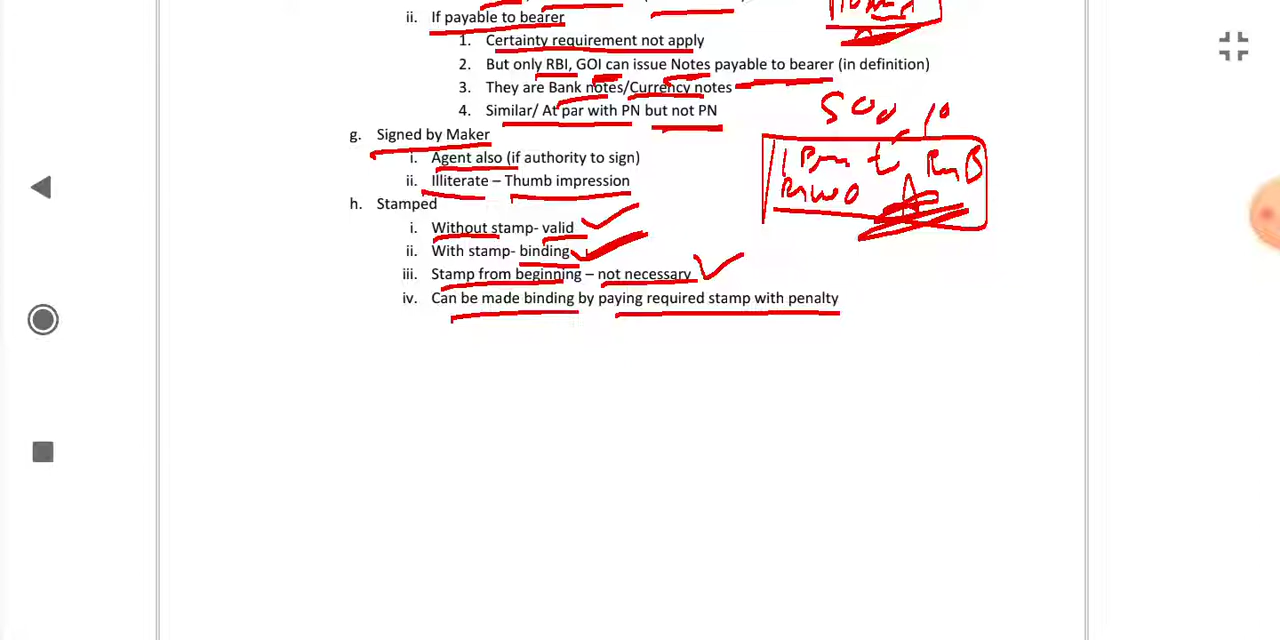 ii. If payable to bearer
1. Certainty requirement not apply
2. But only RBI, GOI can issue Notes payable to bearer (in definition)
3. They are Bank notes/Currency notes
4. Similar/ At par with PN but not PN
500
g. Signed by Maker
i. Agent also (if authority to sign)
ii. Illiterate – Thumb impression
h. Stamped
i. Without stamp- valid
ii. With stamp- binding
iii. Stamp from beginning – not necessary
iv. Can be made binding by paying required stamp with penalty